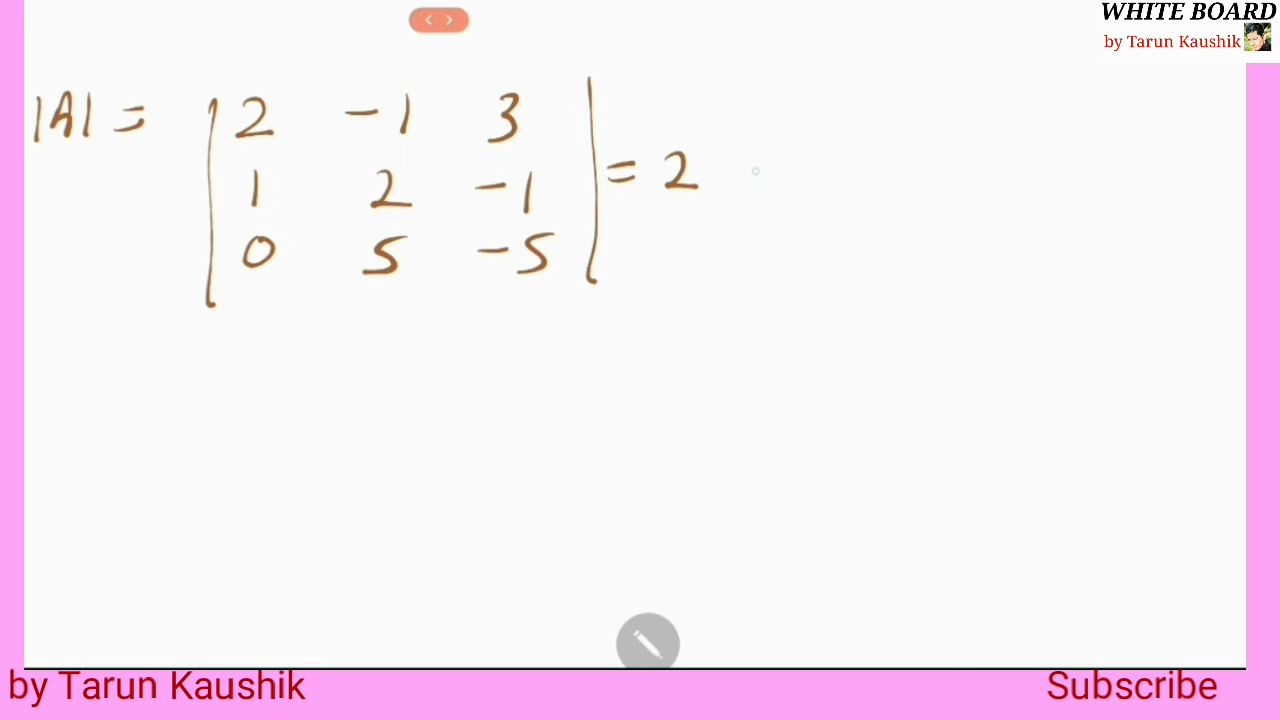 WHITE BOARD
by Tarun Kaushik
|A| = | 2 -1 3 |
| 1 2 -1 | = 2
| 0 5 -5 |
by Tarun Kaushik Subscribe